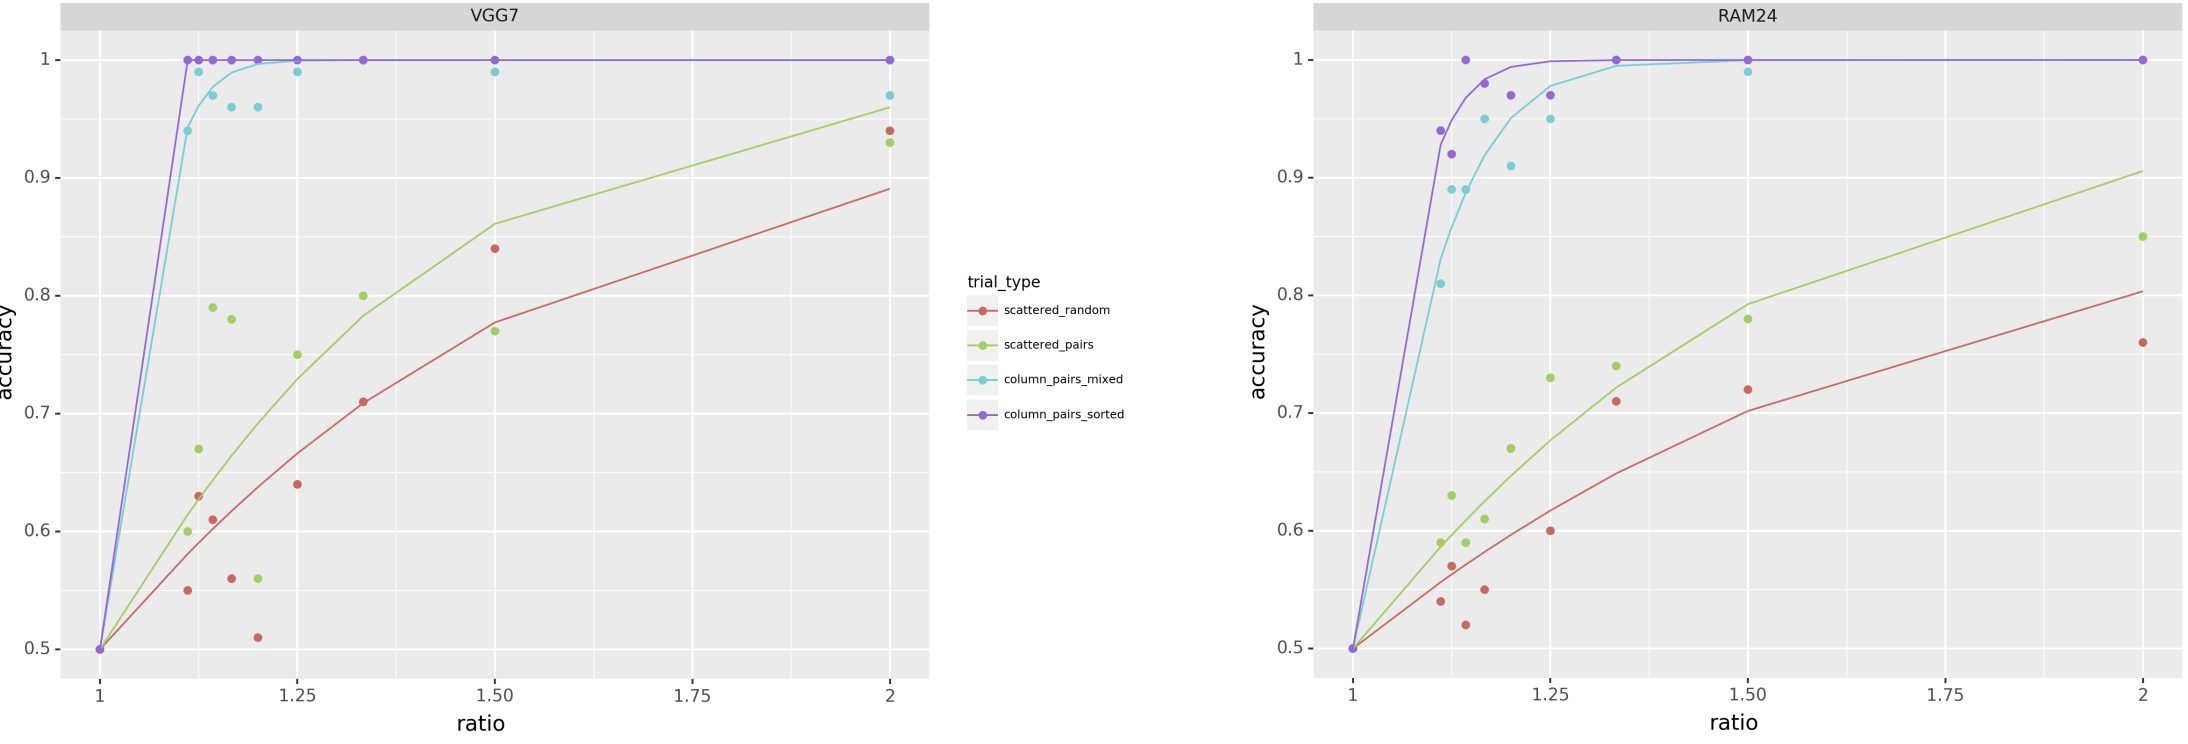 VGG7
1
0.9
0.8
0.7
0.6
0.5
accuracy
1 1.25 1.50 1.75 2
ratio
trial_type
scattered_random
scattered_pairs
column_pairs_mixed
column_pairs_sorted
RAM24
1
0.9
0.8
0.7
0.6
0.5
accuracy
1 1.25 1.50 1.75 2
ratio